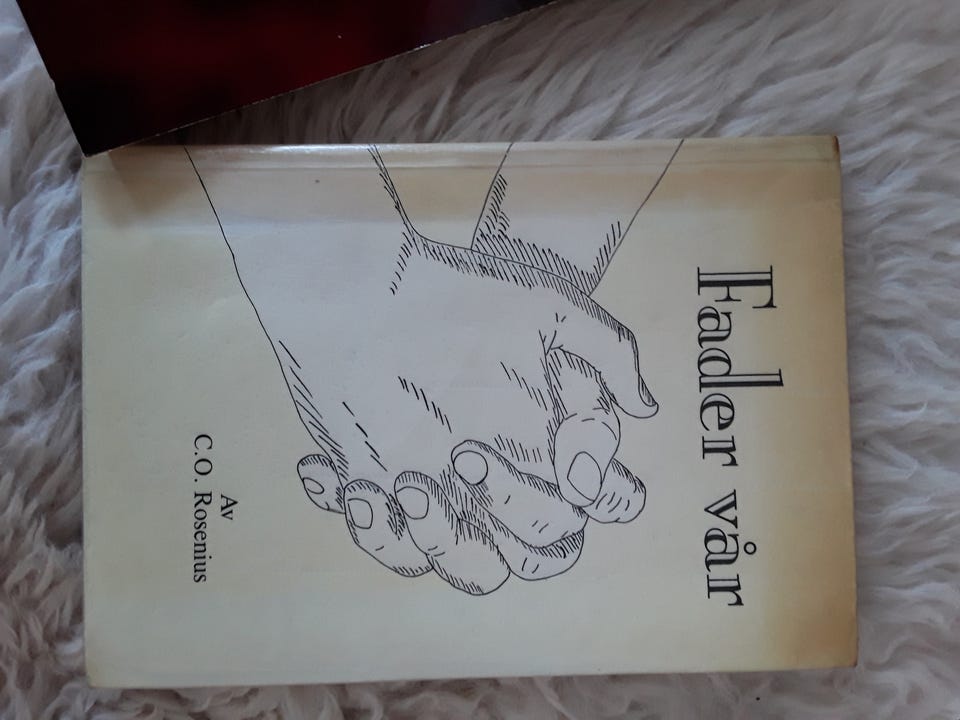 Fader vår
Av
C.O. Rosenius